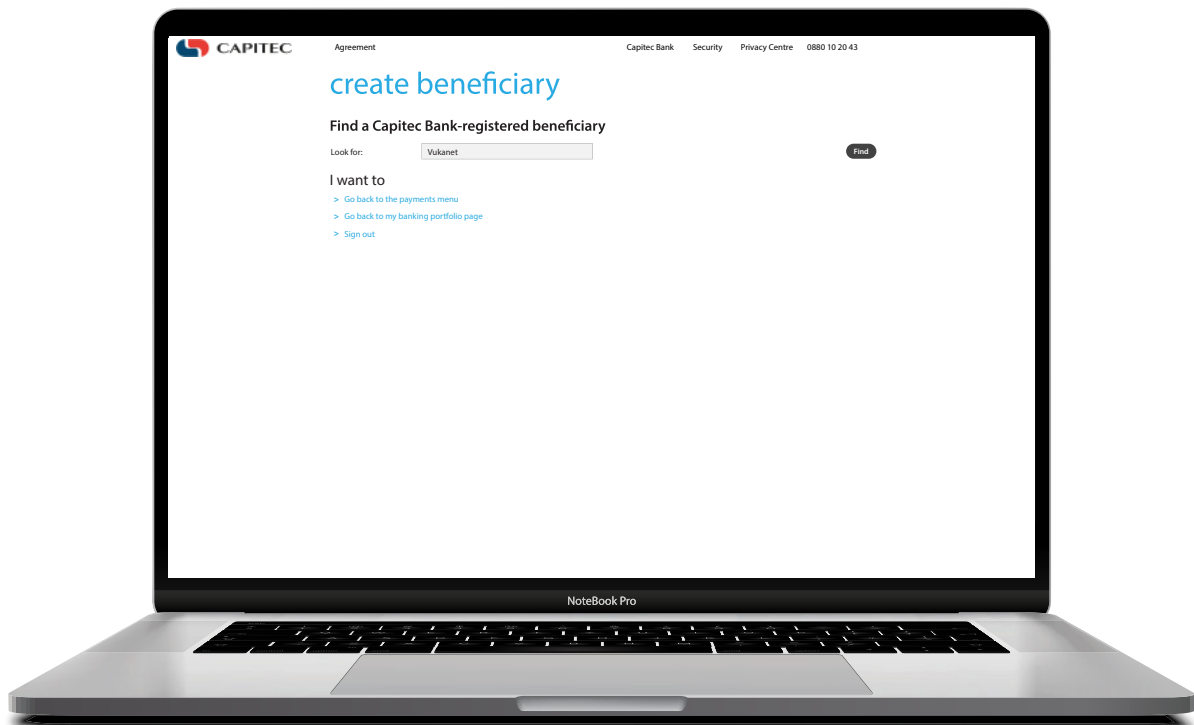 CAPITEC Agreement Capitec Bank Security Privacy Centre 0880 10 20 43
create beneficiary
Find a Capitec Bank-registered beneficiary
Look for: Vukanet Find
I want to
> Go back to the payments menu
> Go back to my banking portfolio page
> Sign out
NoteBook Pro